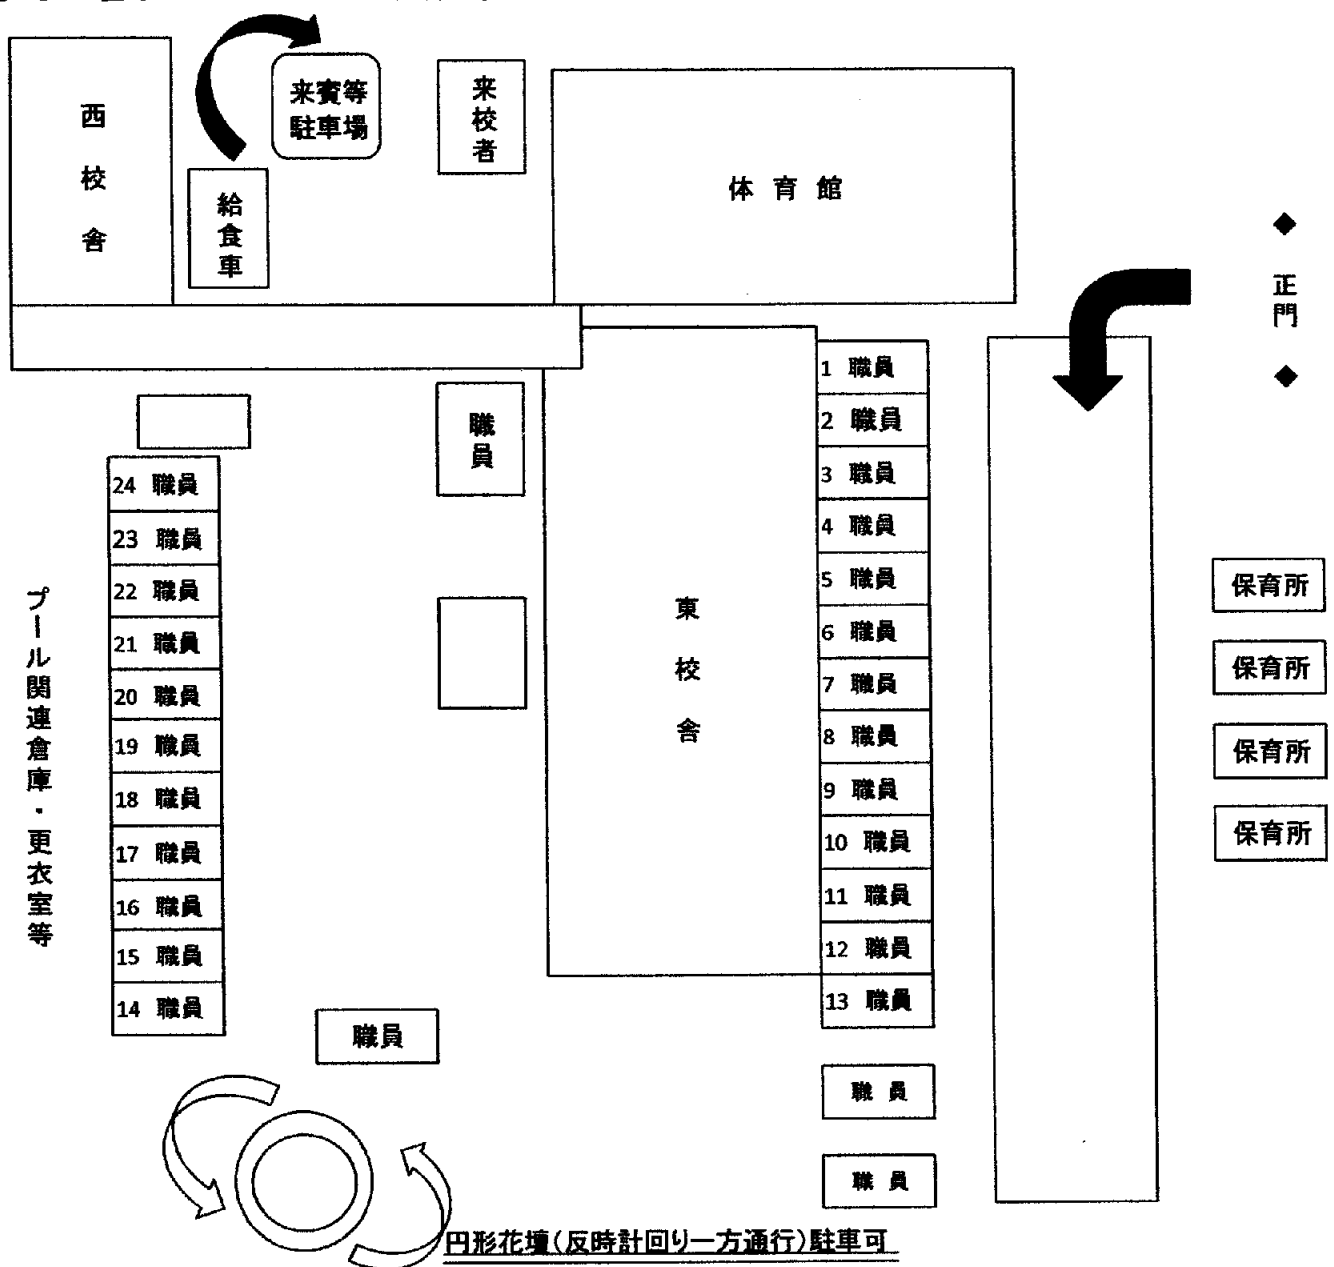 西校舎
来賓等
駐車場
来校者
給食車
体育館
◆ 正門 ◆
1 職員
2 職員
3 職員
4 職員
5 職員
6 職員
7 職員
8 職員
9 職員
10 職員
11 職員
12 職員
13 職員
職員
職員
東校舎
職員
24 職員
23 職員
22 職員
21 職員
20 職員
19 職員
18 職員
17 職員
16 職員
15 職員
14 職員
職員
プール関連倉庫・更衣室等
保育所
保育所
保育所
保育所
円形花壇(反時計回り一方通行)駐車可